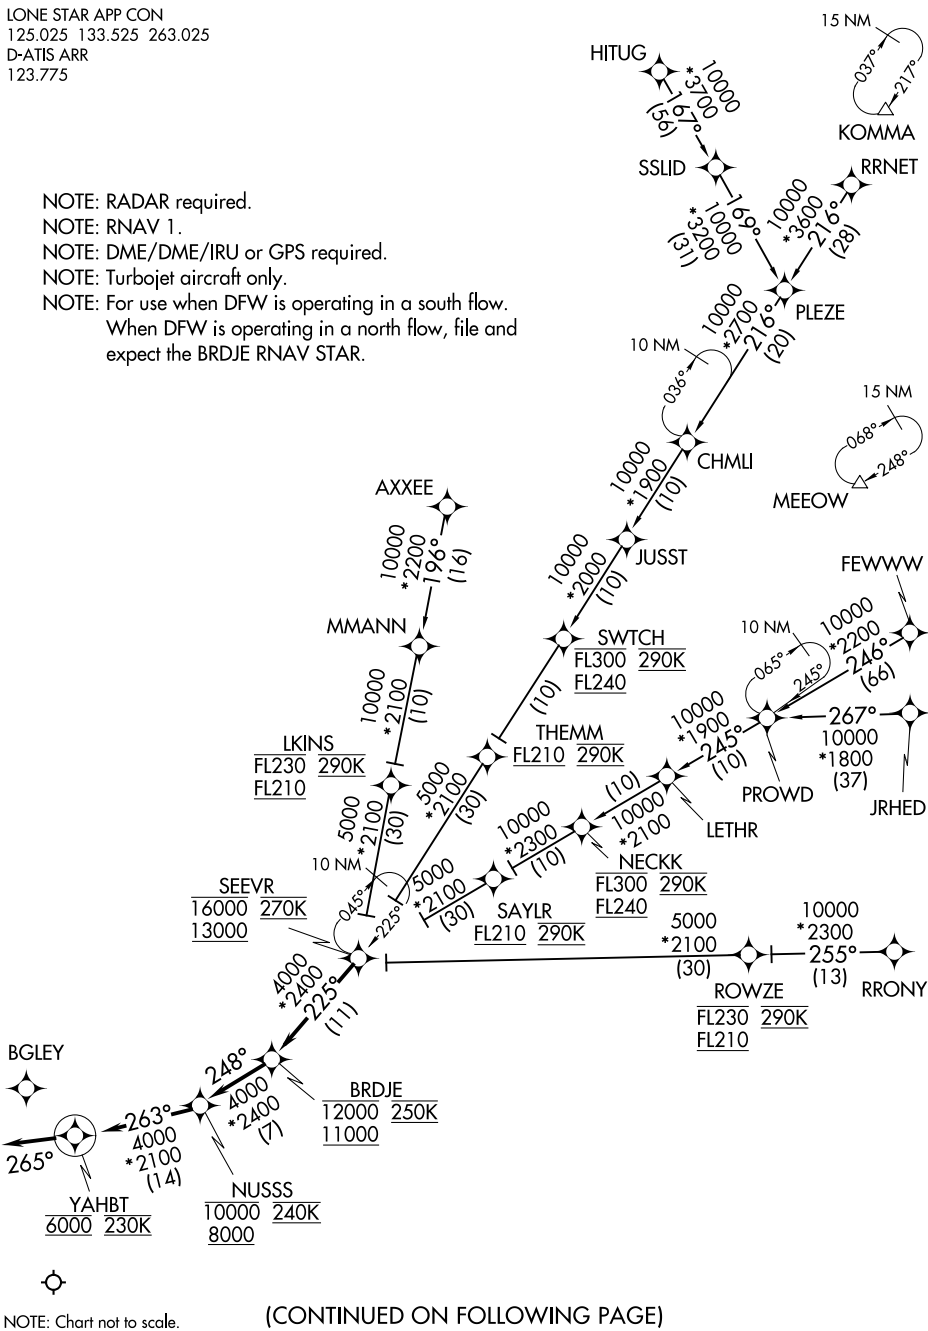 LONE STAR APP CON
125.025 133.525 263.025
D-ATIS ARR
123.775
15 NM
037°
217°
KOMMA
HITUG
10000
*3700
167°
(56)
SSLID
RRNET
10000
*3600
216°
(28)
169°
10000
*3200
(31)
NOTE: RADAR required.
NOTE: RNAV 1.
NOTE: DME/DME/IRU or GPS required.
NOTE: Turbojet aircraft only.
NOTE: For use when DFW is operating in a south flow.
When DFW is operating in a north flow, file and
expect the BRDJE RNAV STAR.
PLEZE
10000
*2700
216°
(20)
10 NM
036°
CHMLI
15 NM
068°
248°
MEEOW
10000
*1900
(10)
JUSST
AXXEE
10000
*2200
196°
(16)
10000
*2000
(10)
FEWWW
MMANN
SWTCH
FL300 290K
FL240
10 NM
065°
245°
10000
*2200
246°
(66)
10000
*2100
(10)
(10)
10000
*1900
245°
(10)
267°
10000
*1800
(37)
LKINS
FL230 290K
FL210
THEMM
FL210 290K
PROWD
JRHED
5000
*2100
(30)
5000
*2100
(30)
(10)
10000
*2100
LETHR
10000
*2300
(10)
NECKK
FL300 290K
FL240
10 NM
045°
225°
5000
*2100
(30)
SAYLR
FL210 290K
SEEVR
16000 270K
13000
5000
*2100
(30)
10000
*2300
255°
(13)
ROWZE
FL230 290K
FL210
RRONY
4000
*2400
225°
(11)
BGLEY
248°
4000
*2400
(7)
BRDJE
12000 250K
11000
263°
4000
*2100
(14)
265°
YAHBT
6000 230K
NUSSS
10000 240K
8000
NOTE: Chart not to scale.
(CONTINUED ON FOLLOWING PAGE)